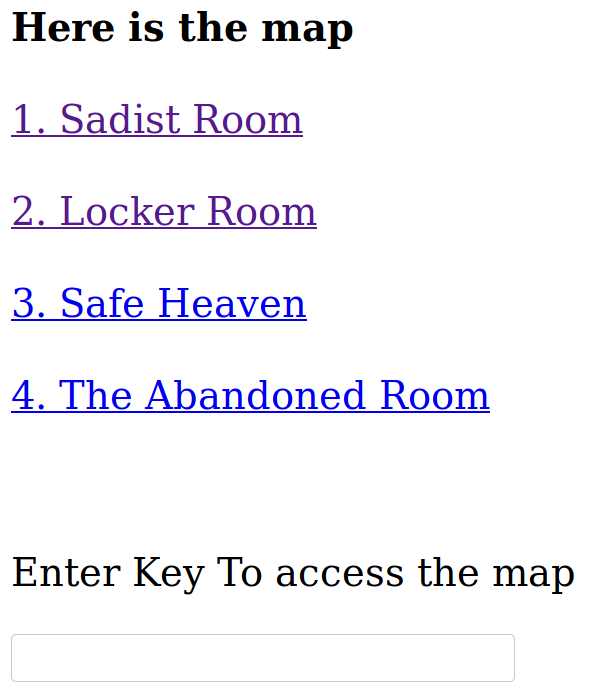 Here is the map
1. Sadist Room
2. Locker Room
3. Safe Heaven
4. The Abandoned Room
Enter Key To access the map